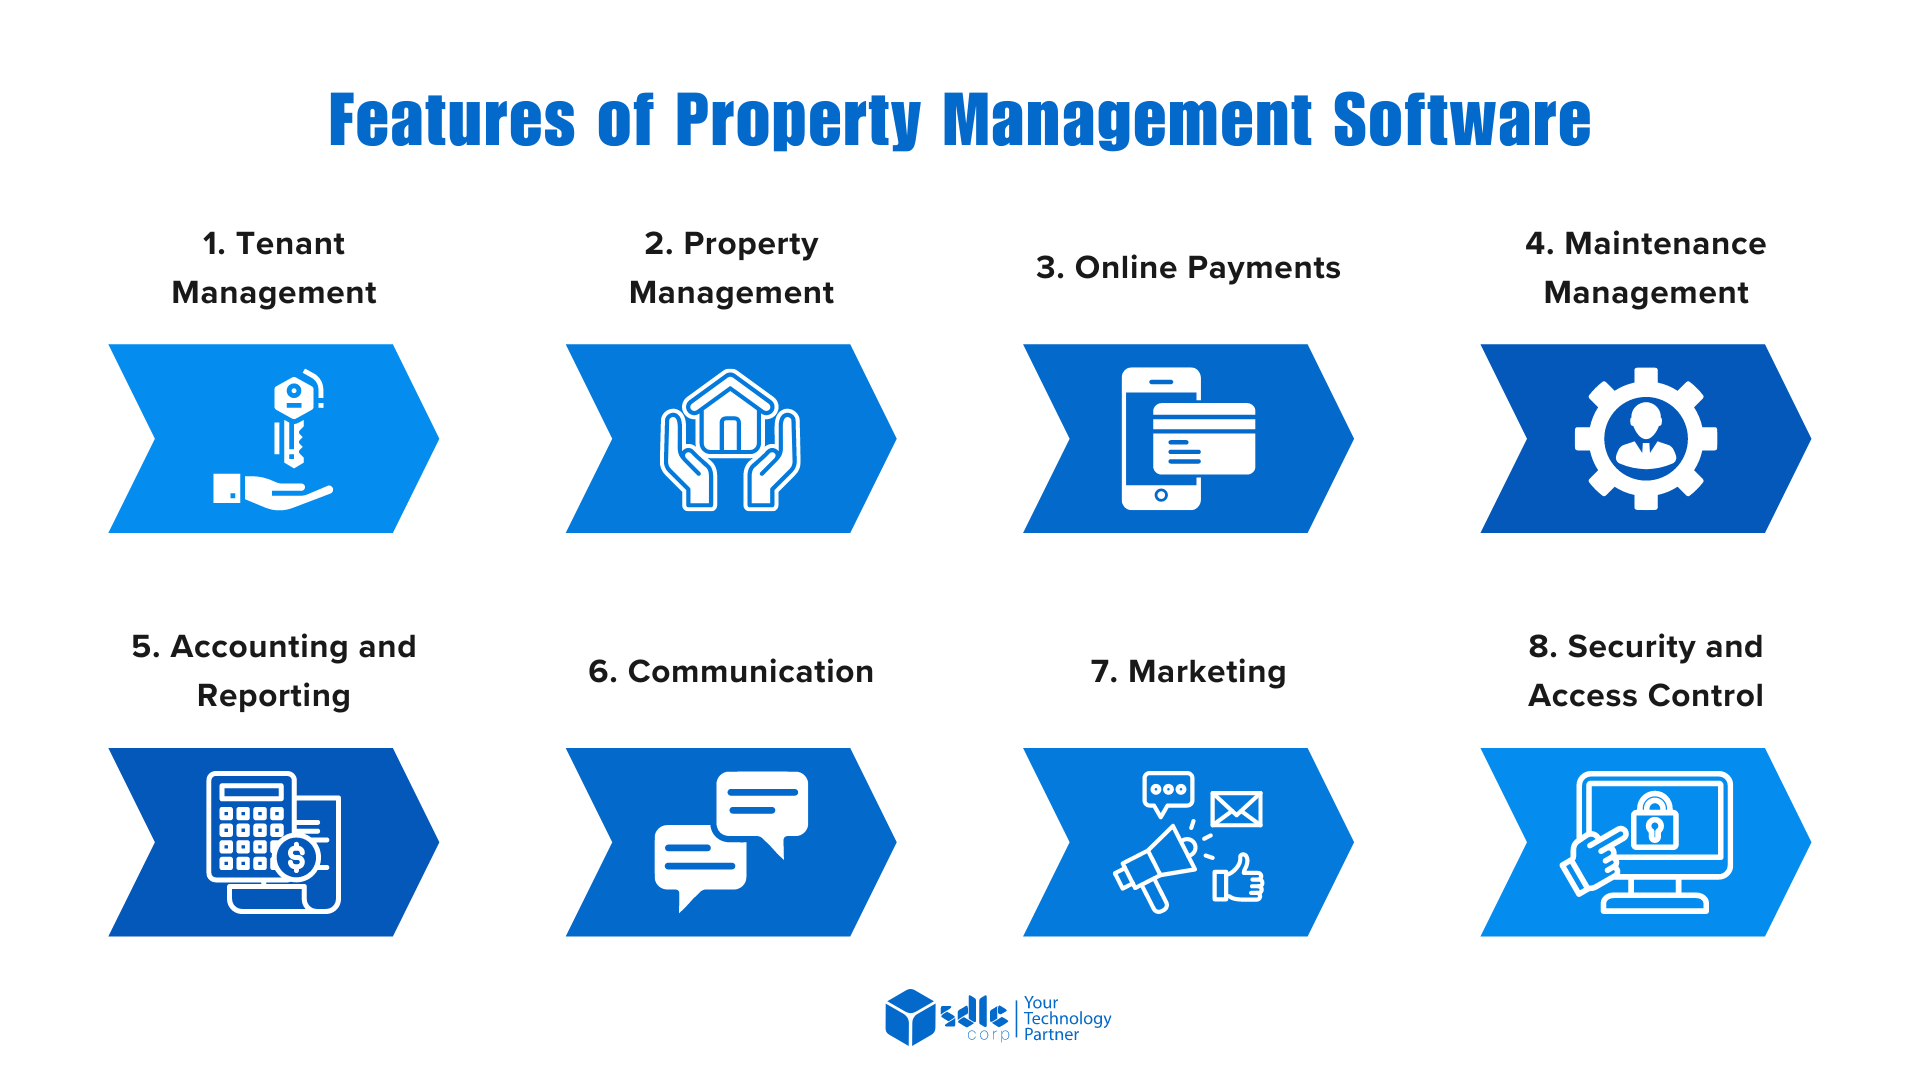 Features of Property Management Software
1. Tenant
Management
2. Property
Management
3. Online Payments
4. Maintenance
Management
5. Accounting and
Reporting
$
6. Communication
7. Marketing
8. Security and
Access Control
sdlc
corp
Your
Technology
Partner